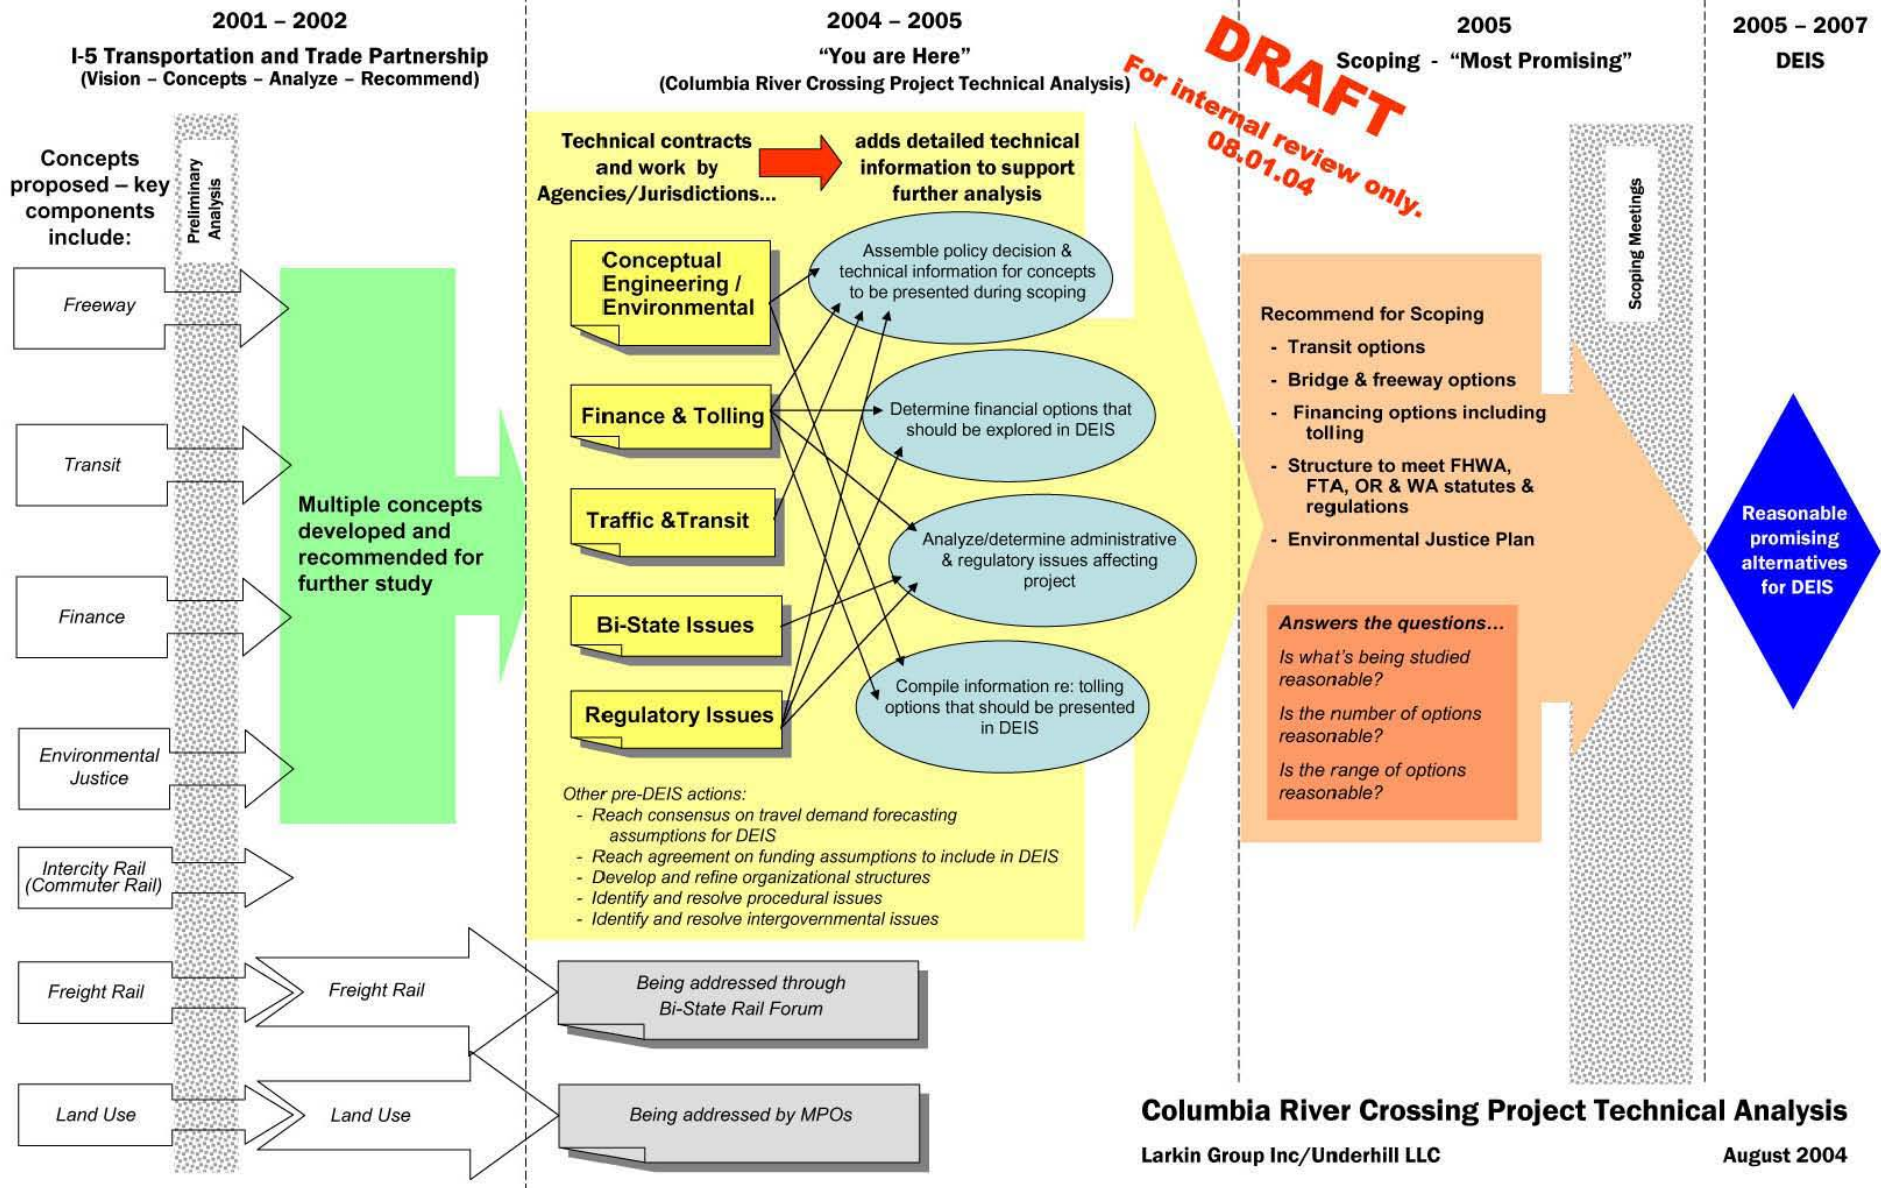 2001 – 2002
I-5 Transportation and Trade Partnership
(Vision – Concepts – Analyze – Recommend)
2004 – 2005
“You are Here”
(Columbia River Crossing Project Technical Analysis)
DRAFT
For internal review only.
08.01.04
2005
Scoping - “Most Promising”
2005 – 2007
DEIS
Concepts
proposed – key
components
include:
Preliminary
Analysis
Freeway
Transit
Finance
Environmental
Justice
Intercity Rail
(Commuter Rail)
Freight Rail
Land Use
Multiple concepts
developed and
recommended for
further study
Freight Rail
Land Use
Technical contracts
and work by
Agencies/Jurisdictions...
adds detailed technical
information to support
further analysis
Conceptual
Engineering /
Environmental
Finance & Tolling
Traffic &Transit
Bi-State Issues
Regulatory Issues
Assemble policy decision &
technical information for concepts
to be presented during scoping
Determine financial options that
should be explored in DEIS
Analyze/determine administrative
& regulatory issues affecting
project
Compile information re: tolling
options that should be presented
in DEIS
Other pre-DEIS actions:
- Reach consensus on travel demand forecasting
assumptions for DEIS
- Reach agreement on funding assumptions to include in DEIS
- Develop and refine organizational structures
- Identify and resolve procedural issues
- Identify and resolve intergovernmental issues
Being addressed through
Bi-State Rail Forum
Being addressed by MPOs
Recommend for Scoping
- Transit options
- Bridge & freeway options
- Financing options including
tolling
- Structure to meet FHWA,
FTA, OR & WA statutes &
regulations
- Environmental Justice Plan
Answers the questions…
Is what’s being studied
reasonable?
Is the number of options
reasonable?
Is the range of options
reasonable?
Scoping Meetings
Reasonable
promising
alternatives
for DEIS
Columbia River Crossing Project Technical Analysis
Larkin Group Inc/Underhill LLC
August 2004